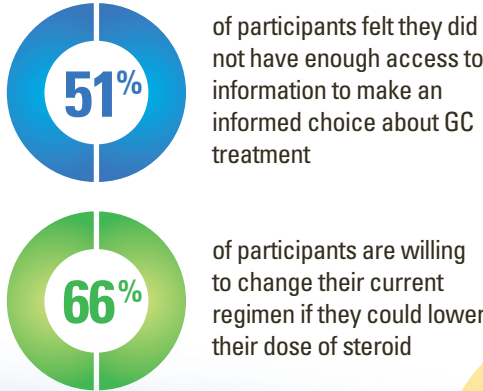 51%
of participants felt they did
not have enough access to
information to make an
informed choice about GC
treatment
66%
of participants are willing
to change their current
regimen if they could lower
their dose of steroid